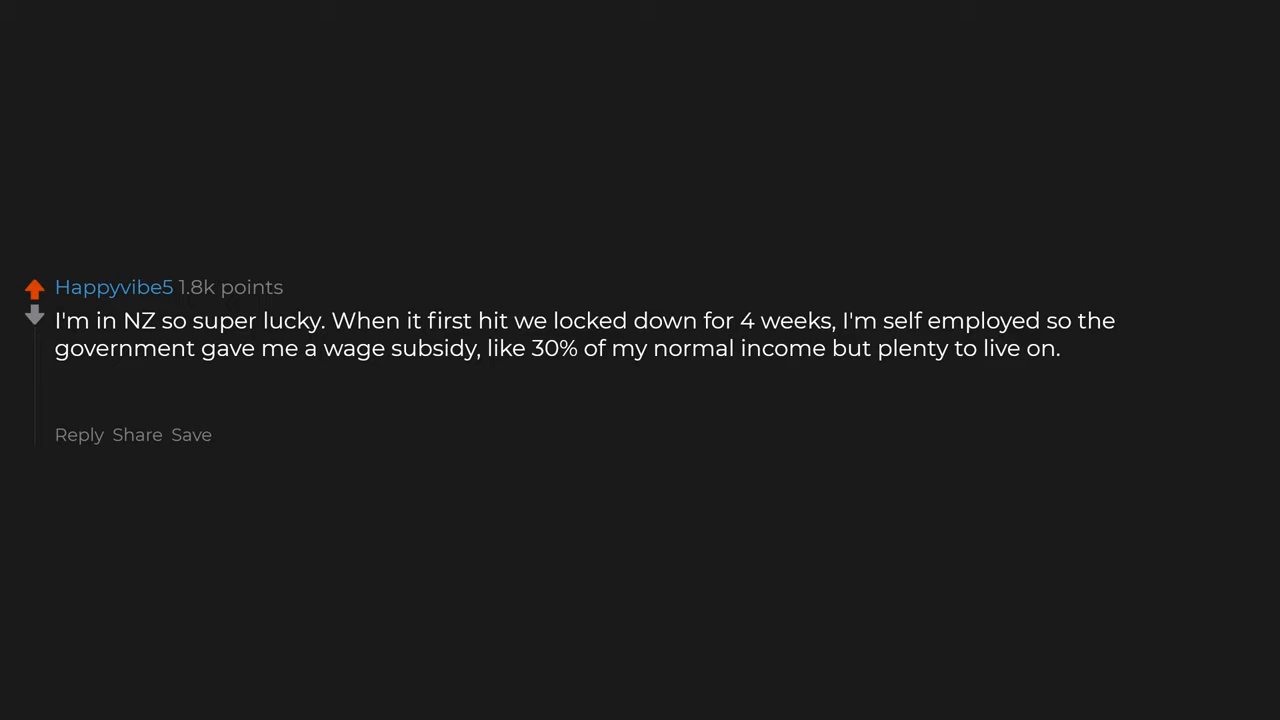 Happyvibe5 1.8k points
I'm in NZ so super lucky. When it first hit we locked down for 4 weeks, I'm self employed so the
government gave me a wage subsidy, like 30% of my normal income but plenty to live on.
Reply Share Save